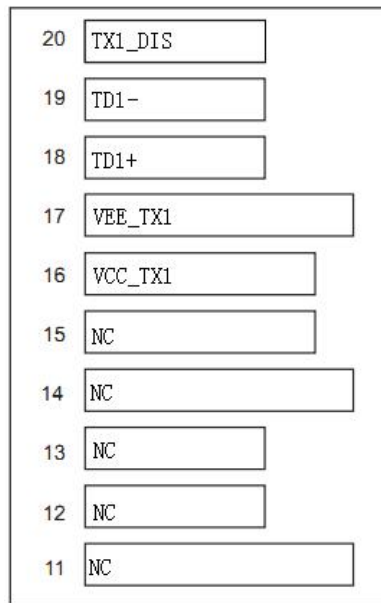 20 TX1_DIS
19 TD1-
18 TD1+
17 VEE_TX1
16 VCC_TX1
15 NC
14 NC
13 NC
12 NC
11 NC